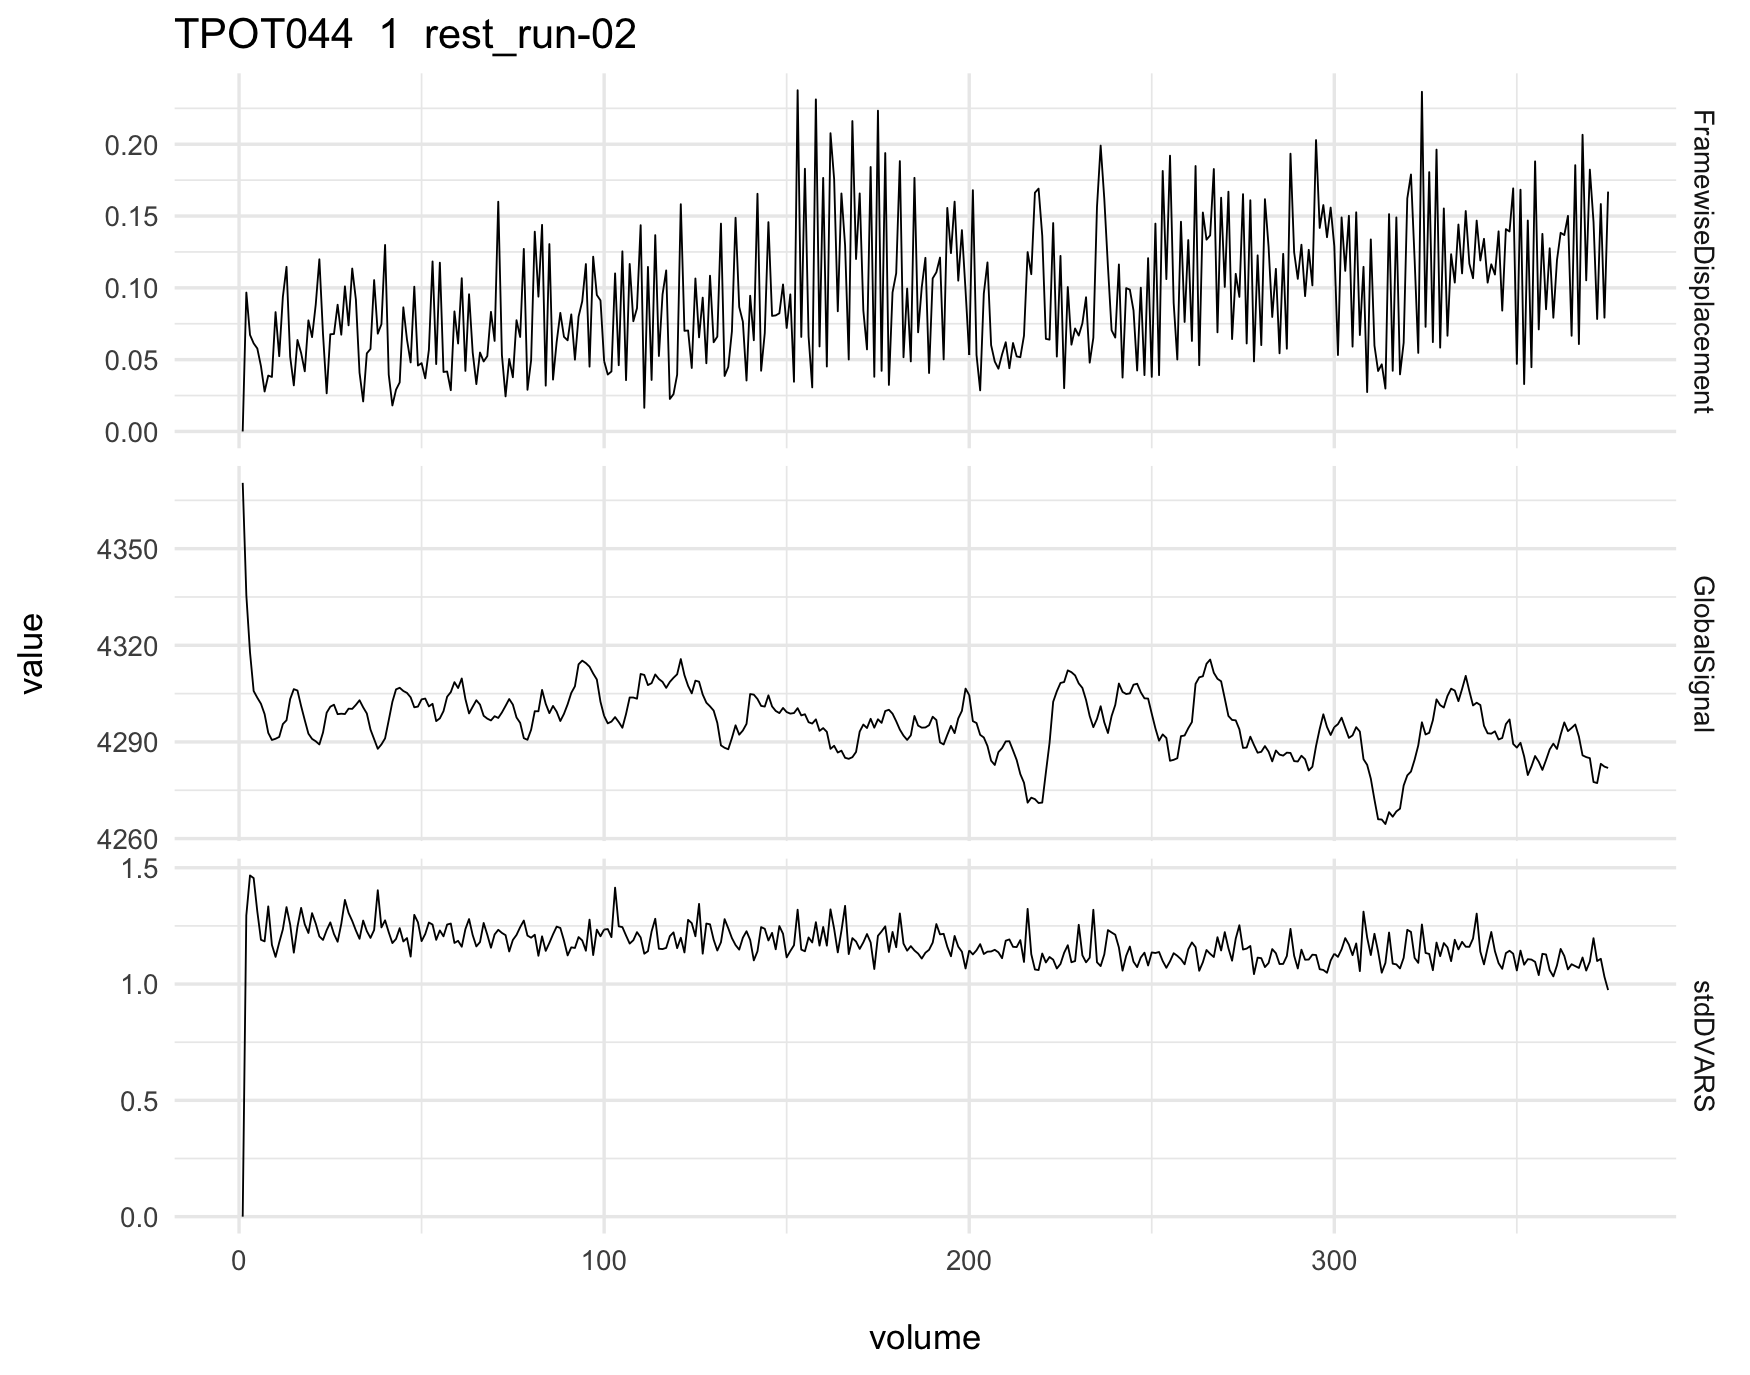 TPOT044 1 rest_run-02
0.20
0.15
0.10
0.05
0.00
FramewiseDisplacement
4350
4320
4290
4260
GlobalSignal
value
1.5
1.0
0.5
0.0
stdDVARS
0 100 200 300
volume